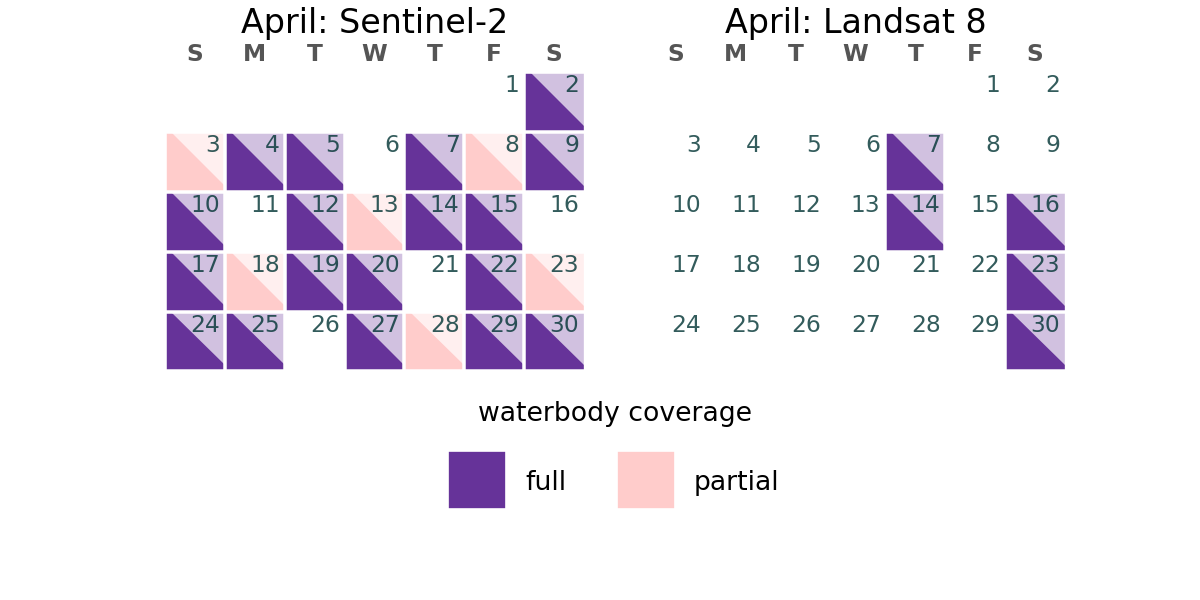 April: Sentinel-2
S M T W T F S
1 2
3 4 5 6 7 8 9
10 11 12 13 14 15 16
17 18 19 20 21 22 23
24 25 26 27 28 29 30
April: Landsat 8
S M T W T F S
1 2
3 4 5 6 7 8 9
10 11 12 13 14 15 16
17 18 19 20 21 22 23
24 25 26 27 28 29 30
waterbody coverage
full partial